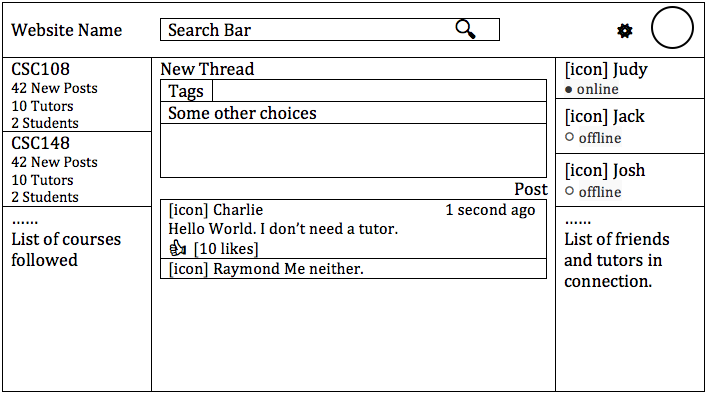 Website Name
Search Bar
CSC108
42 New Posts
10 Tutors
2 Students
CSC148
42 New Posts
10 Tutors
2 Students
......
List of courses
followed
New Thread
Tags
Some other choices
Post
[icon] Charlie 1 second ago
Hello World. I don’t need a tutor.
[10 likes]
[icon] Raymond Me neither.
[icon] Judy
online
[icon] Jack
offline
[icon] Josh
offline
......
List of friends
and tutors in
connection.